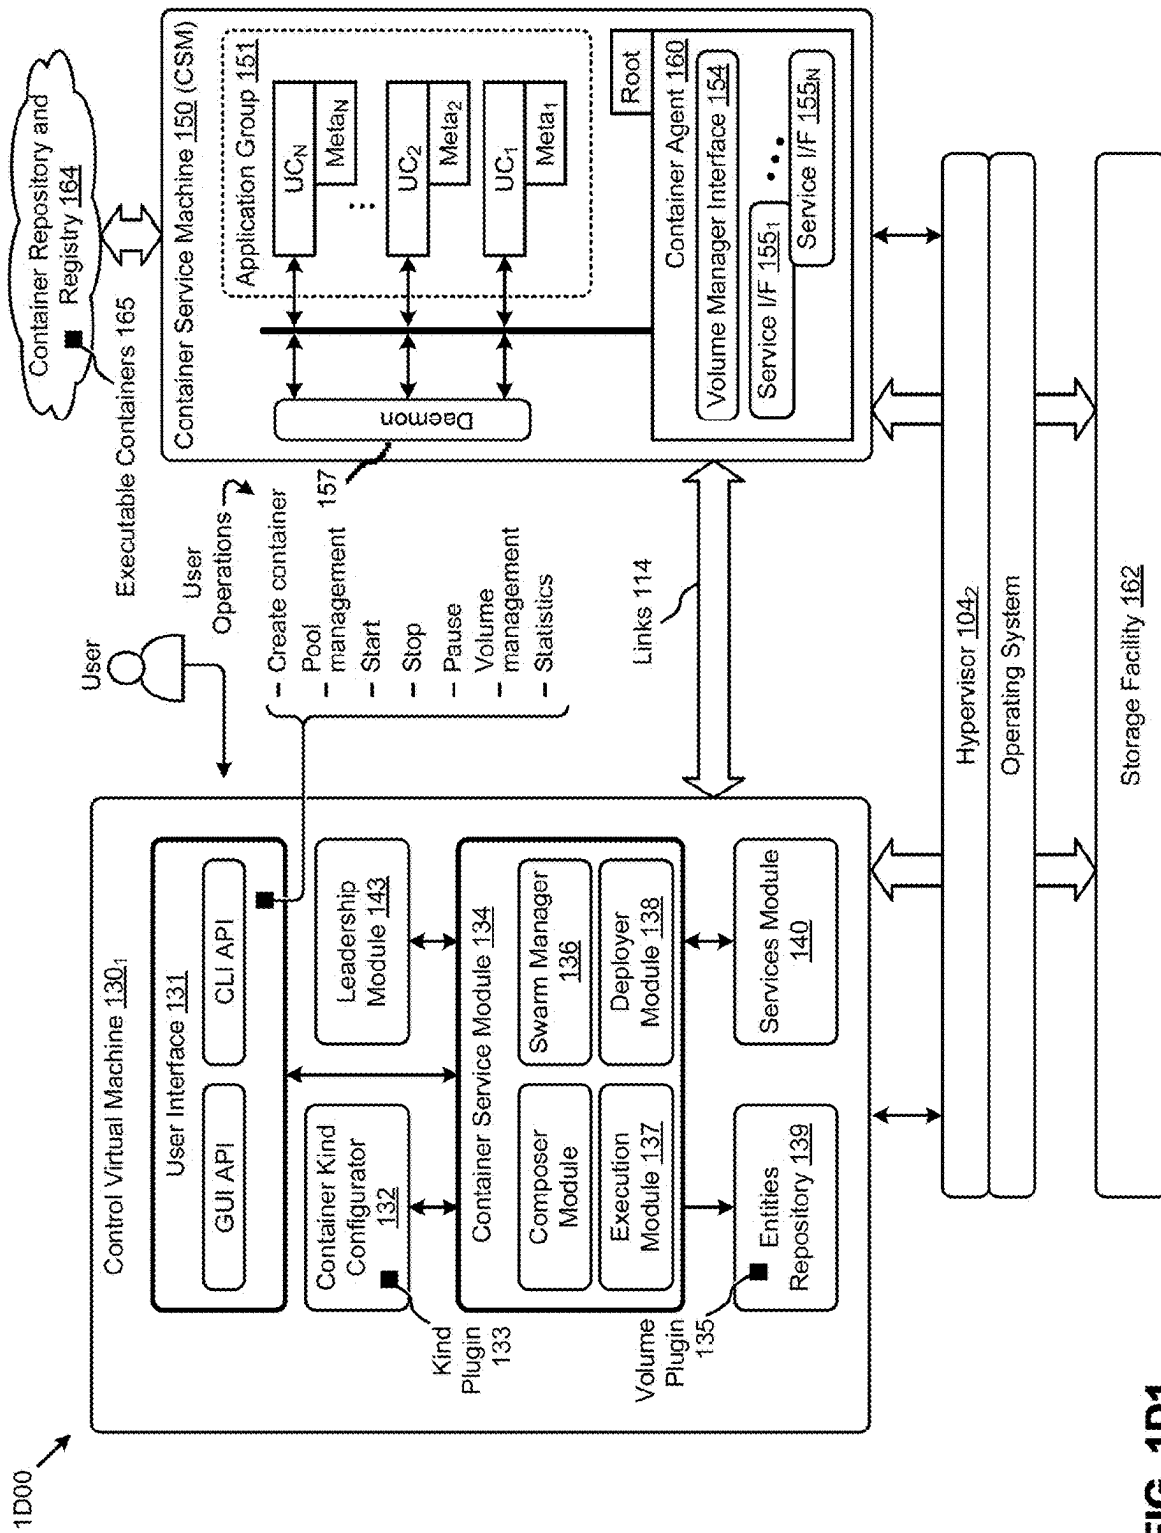 1D00
Control Virtual Machine 130₁
User Interface 131
GUI API
CLI API
Container Kind
Configurator
132
Leadership
Module 143
Kind
Plugin
133
Container Service Module 134
Composer
Module
Swarm Manager
136
Execution
Module 137
Deployer
Module 138
Volume
Plugin
135
Entities
Repository 139
Services Module
140
User
User
Operations
– Create container
– Pool
management
– Start
– Stop
– Pause
– Volume
management
– Statistics
Links 114
Container Repository and
Registry 164
Executable Containers 165
Container Service Machine 150 (CSM)
Application Group 151
UC_N
Meta_N
UC₂
Meta₂
UC₁
Meta₁
Daemon
157
Root
Container Agent 160
Volume Manager Interface 154
Service I/F 155₁
Service I/F 155_N
Hypervisor 104₂
Operating System
Storage Facility 162
FIG. 1D1